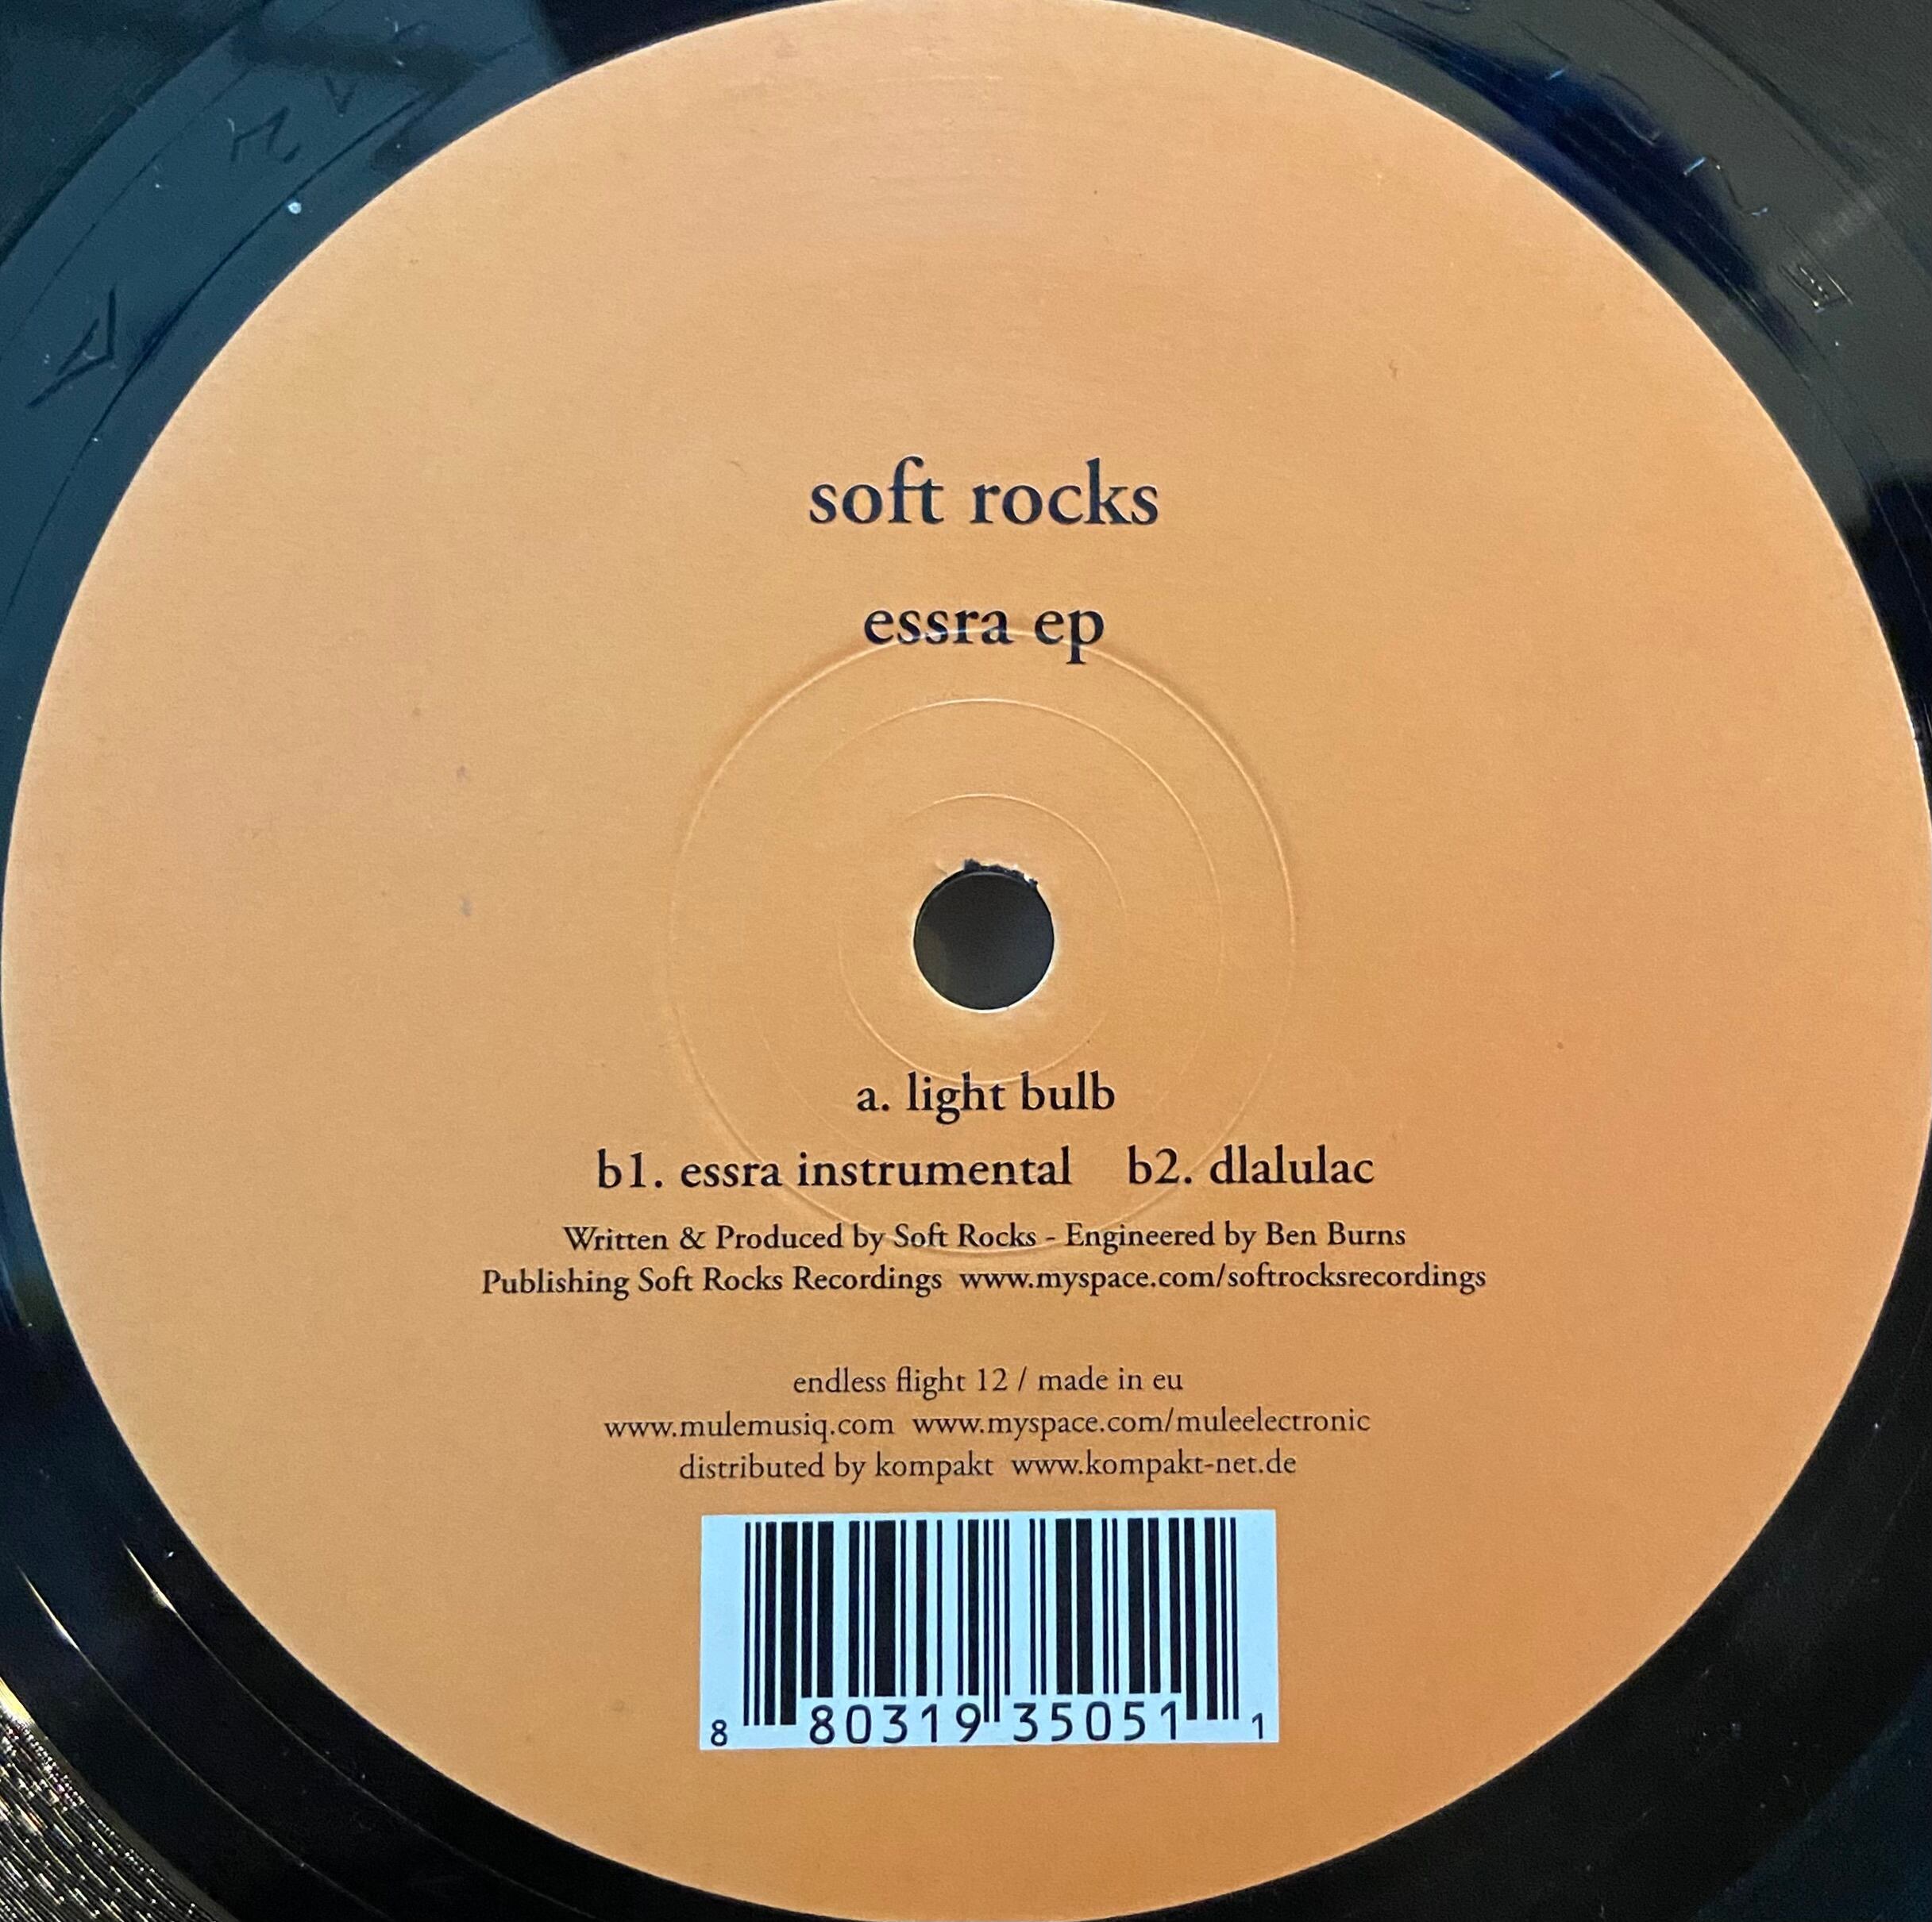 soft rocks
essra ep
a. light bulb
b1. essra instrumental b2. dlalulac
Written & Produced by Soft Rocks - Engineered by Ben Burns
Publishing Soft Rocks Recordings www.myspace.com/softrocksrecordings
endless flight 12 / made in eu
www.mulemusiq.com www.myspace.com/muleelectronic
distributed by kompakt www.kompakt-net.de
8 80319 35051 1